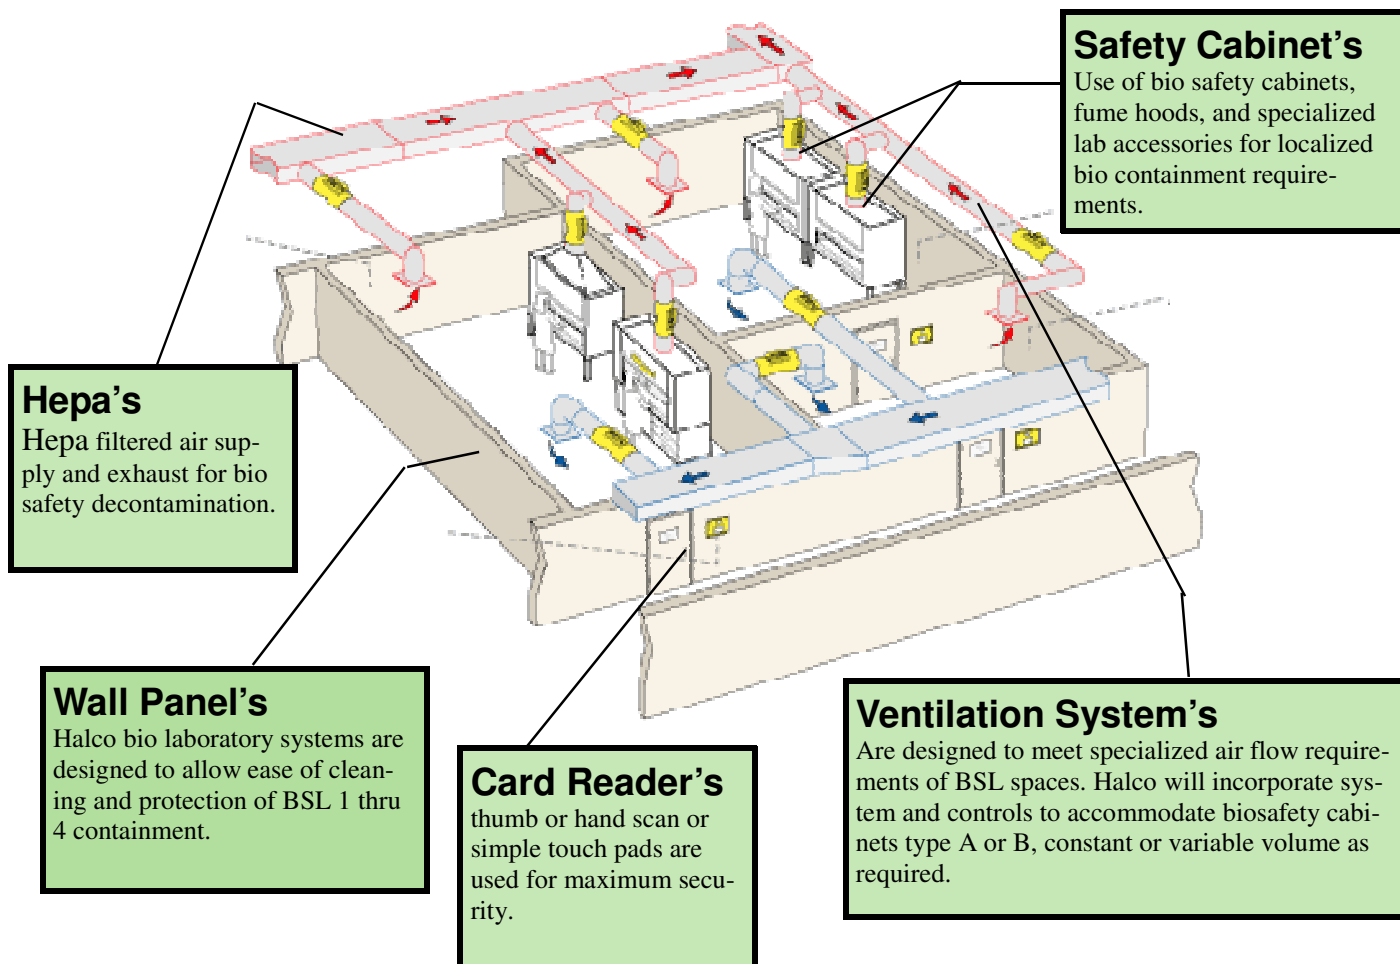 Safety Cabinet's
Use of bio safety cabinets,
fume hoods, and specialized
lab accessories for localized
bio containment require-
ments.
Hepa's
Hepa filtered air sup-
ply and exhaust for bio
safety decontamination.
Wall Panel's
Halco bio laboratory systems are
designed to allow ease of clean-
ing and protection of BSL 1 thru
4 containment.
Card Reader's
thumb or hand scan or
simple touch pads are
used for maximum secu-
rity.
Ventilation System's
Are designed to meet specialized air flow require-
ments of BSL spaces. Halco will incorporate sys-
tem and controls to accommodate biosafety cabi-
nets type A or B, constant or variable volume as
required.